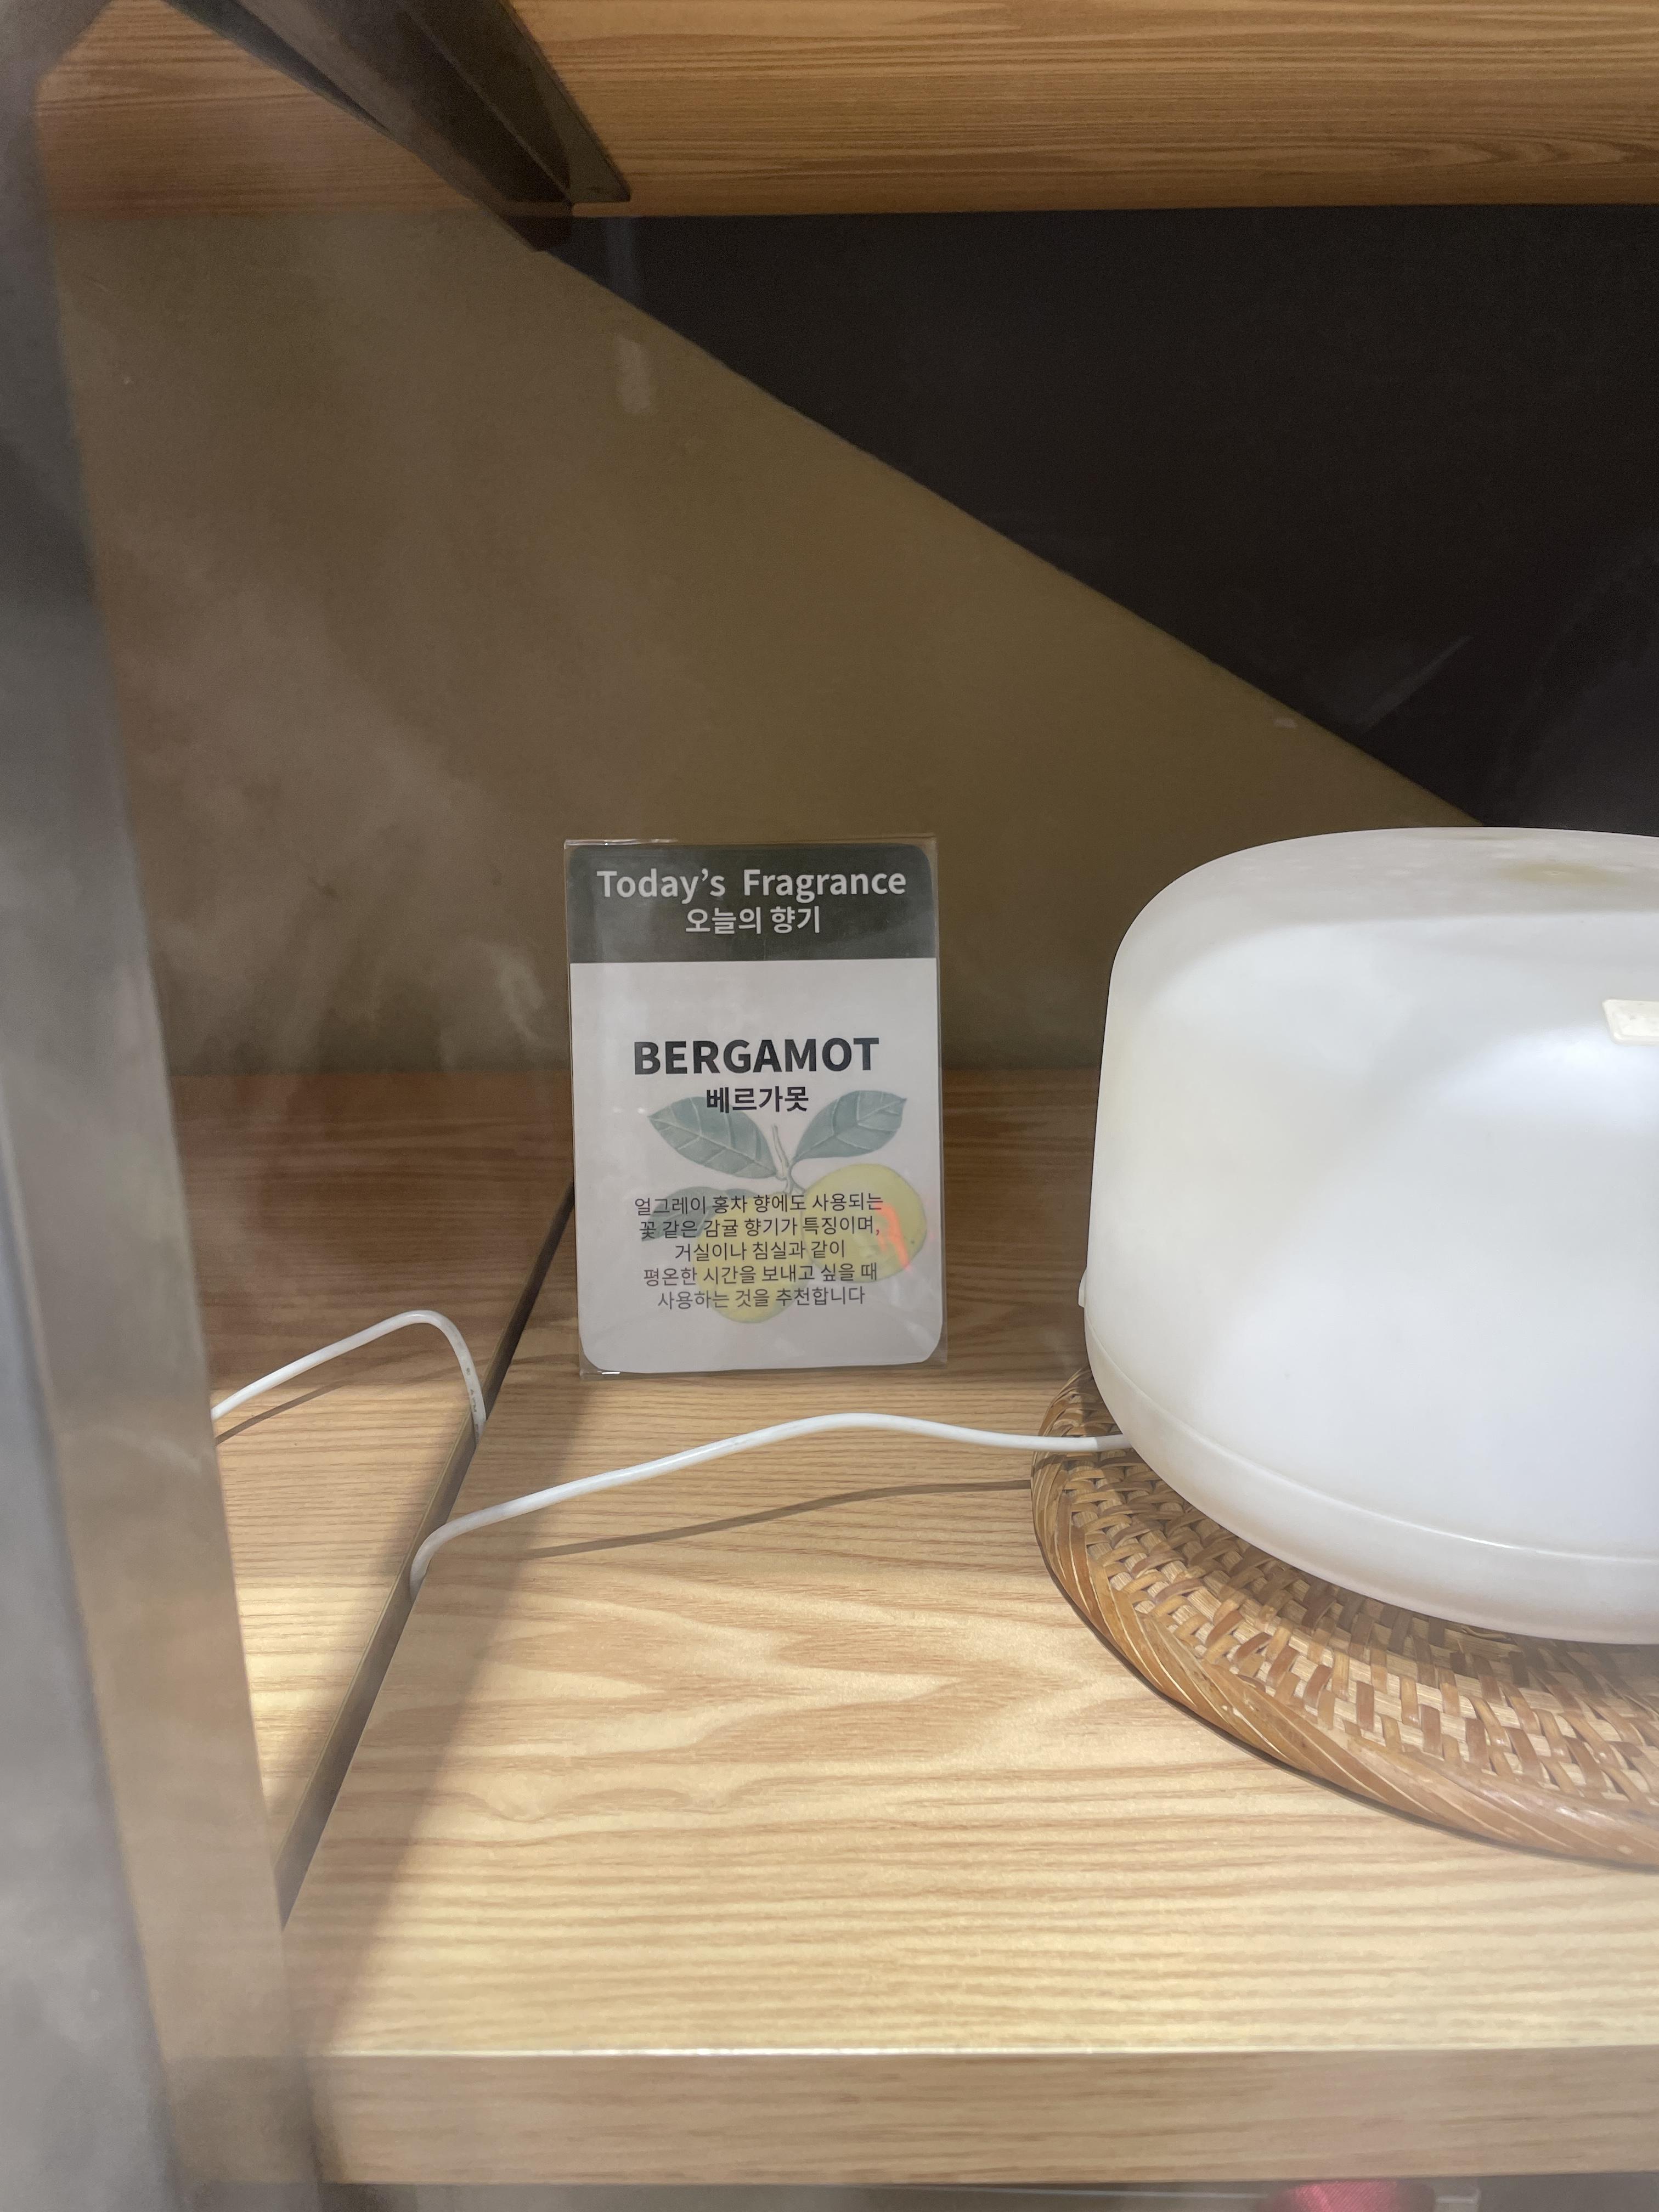 Today's Fragrance
오늘의 향기
BERGAMOT
베르가못
얼그레이 홍차 향에도 사용되는
꽃 같은 감귤 향기가 특징이며,
거실이나 침실과 같이
평온한 시간을 보내고 싶을 때
사용하는 것을 추천합니다